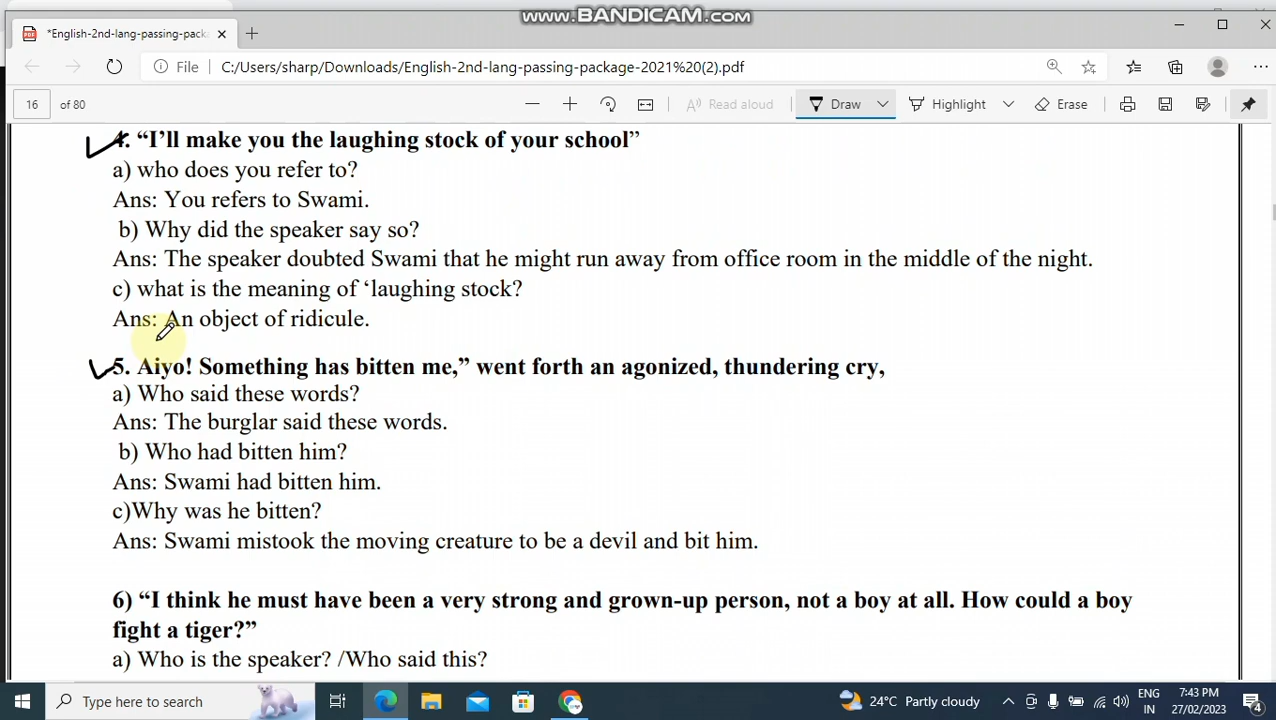 www.BANDICAM.com
*English-2nd-lang-passing-pack
File C:/Users/sharp/Downloads/English-2nd-lang-passing-package-2021%20(2).pdf
16 of 80 Read aloud Draw Highlight Erase
4. “I’ll make you the laughing stock of your school”
a) who does you refer to?
Ans: You refers to Swami.
b) Why did the speaker say so?
Ans: The speaker doubted Swami that he might run away from office room in the middle of the night.
c) what is the meaning of ‘laughing stock?
Ans: An object of ridicule.
5. Aiyo! Something has bitten me,” went forth an agonized, thundering cry,
a) Who said these words?
Ans: The burglar said these words.
b) Who had bitten him?
Ans: Swami had bitten him.
c)Why was he bitten?
Ans: Swami mistook the moving creature to be a devil and bit him.
6) “I think he must have been a very strong and grown-up person, not a boy at all. How could a boy
fight a tiger?”
a) Who is the speaker? /Who said this?
Type here to search
24°C Partly cloudy
ENG
IN
7:43 PM
27/02/2023
4